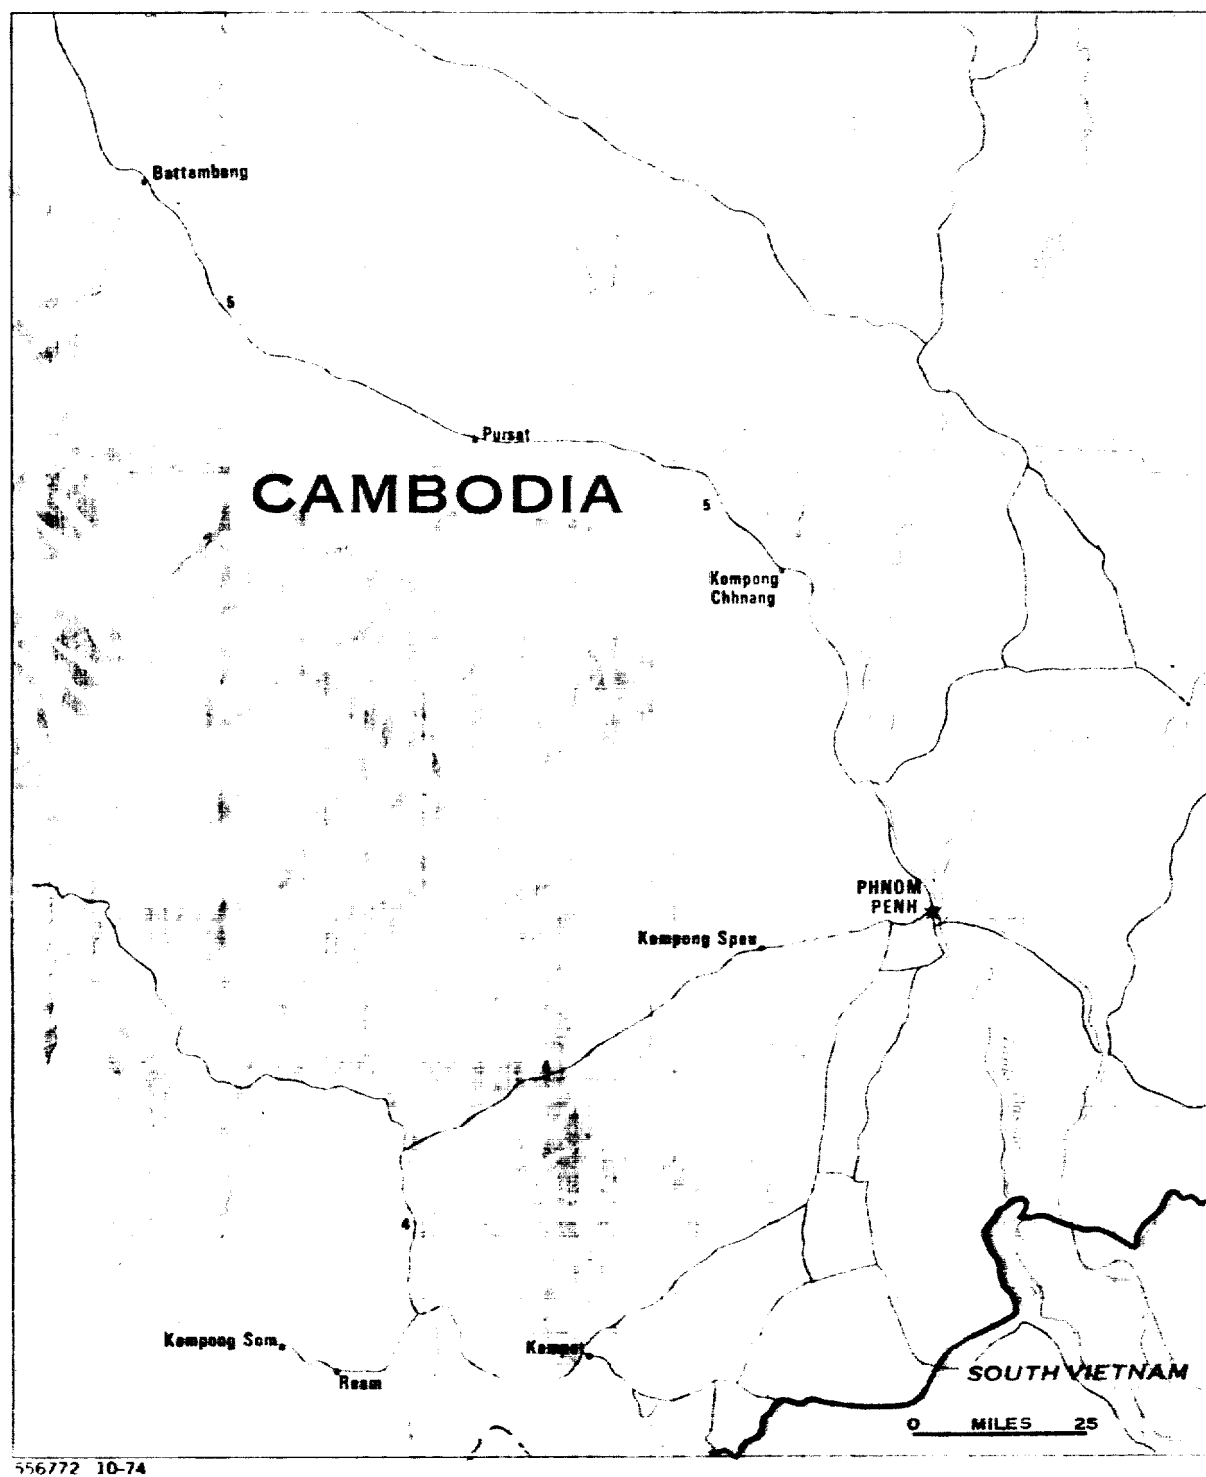 Battambang
5
Pursat
CAMBODIA
5
Kompong
Chhnang
PHNOM
PENH
Kompong Speu
4
Kompong Som
Kampot
Ream
SOUTH VIETNAM
0 MILES 25
556772 10-74